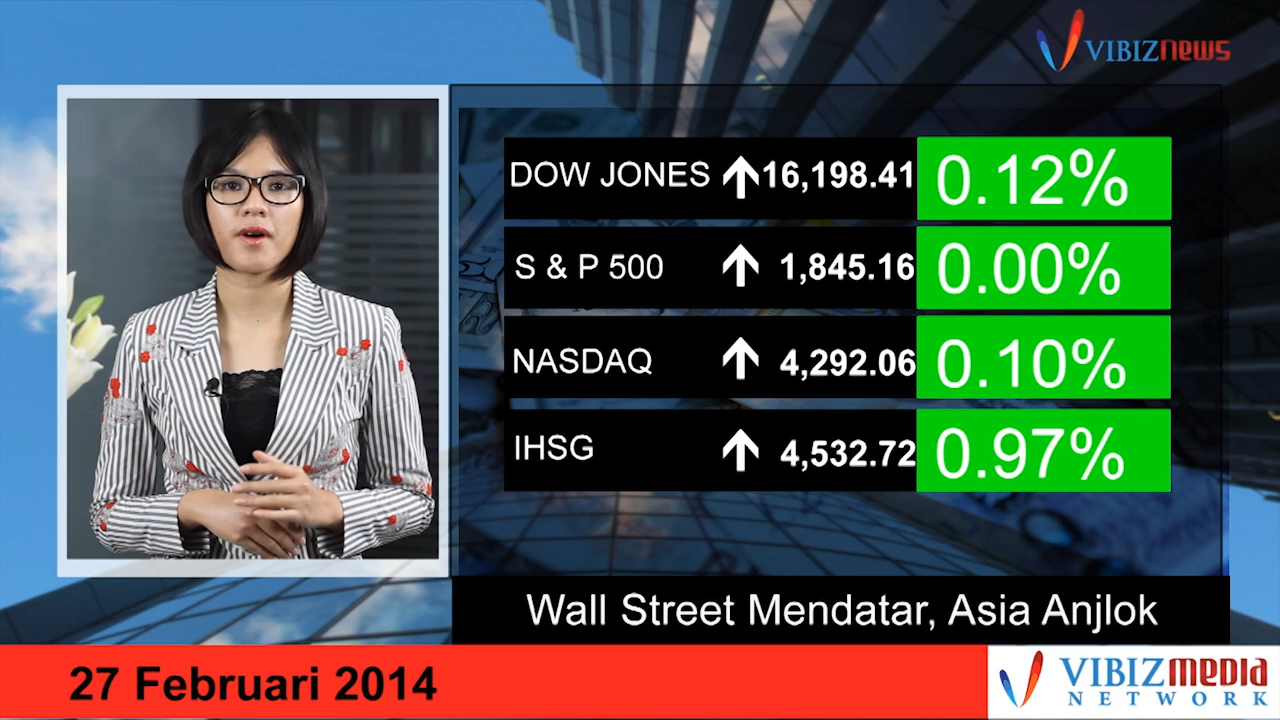 VIBIZNEWS
DOW JONES 16,198.41 0.12%
S & P 500 1,845.16 0.00%
NASDAQ 4,292.06 0.10%
IHSG 4,532.72 0.97%
Wall Street Mendatar, Asia Anjlok
27 Februari 2014
VIBIZMEDIA
NETWORK